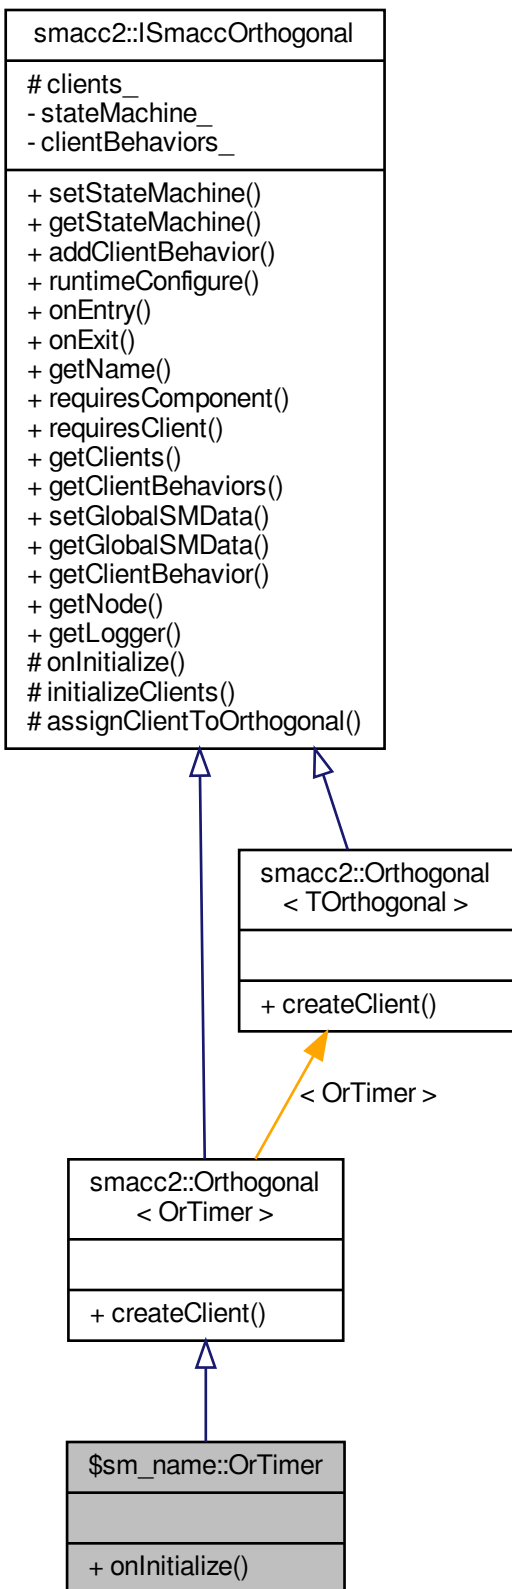 smacc2::ISmaccOrthogonal
# clients_
- stateMachine_
- clientBehaviors_
+ setStateMachine()
+ getStateMachine()
+ addClientBehavior()
+ runtimeConfigure()
+ onEntry()
+ onExit()
+ getName()
+ requiresComponent()
+ requiresClient()
+ getClients()
+ getClientBehaviors()
+ setGlobalSMData()
+ getGlobalSMData()
+ getClientBehavior()
+ getNode()
+ getLogger()
# onInitialize()
# initializeClients()
# assignClientToOrthogonal()
smacc2::Orthogonal
< TOrthogonal >
+ createClient()
< OrTimer >
smacc2::Orthogonal
< OrTimer >
+ createClient()
$sm_name::OrTimer
+ onInitialize()